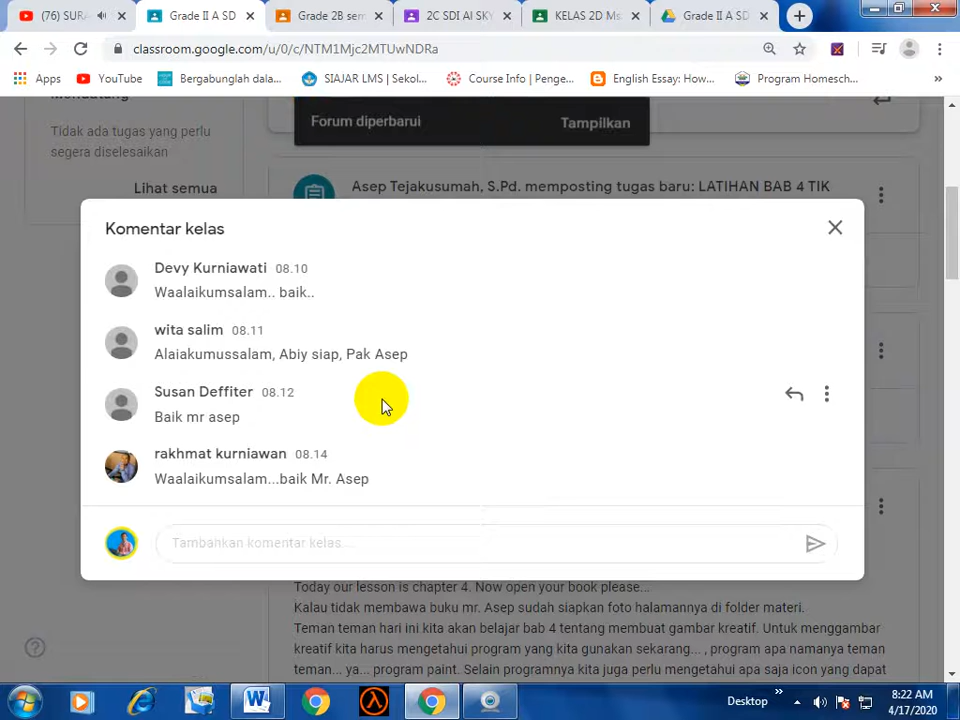 (76) SURA
Grade II A SD
Grade 2B sem
2C SDI Al SKY
KELAS 2D Ms
Grade II A SD
classroom.google.com/u/0/c/NTM1Mjc2MTUwNDRa
Apps
YouTube
Bergabunglah dala...
SIAJAR LMS | Sekol...
Course Info | Penge...
English Essay: How...
Program Homesch...
»
Mendatang
Tidak ada tugas yang perlu
segera diselesaikan
Lihat semua
Forum diperbarui
Tampilkan
Asep Tejakusumah, S.Pd. memposting tugas baru: LATIHAN BAB 4 TIK
Komentar kelas
Devy Kurniawati 08.10
Waalaikumsalam.. baik..
wita salim 08.11
Alaiakumussalam, Abiy siap, Pak Asep
Susan Deffiter 08.12
Baik mr asep
rakhmat kurniawan 08.14
Waalaikumsalam...baik Mr. Asep
Tambahkan komentar kelas...
Today our lesson is chapter 4. Now open your book please...
Kalau tidak membawa buku mr. Asep sudah siapkan foto halamannya di folder materi.
Teman teman hari ini kita akan belajar bab 4 tentang membuat gambar kreatif. Untuk menggambar
kreatif kita harus mengetahui program yang kita gunakan sekarang... , program apa namanya teman
teman... ya... program paint. Selain programnya kita juga perlu mengetahui apa saja icon yang dapat
Desktop
»
8:22 AM
4/17/2020